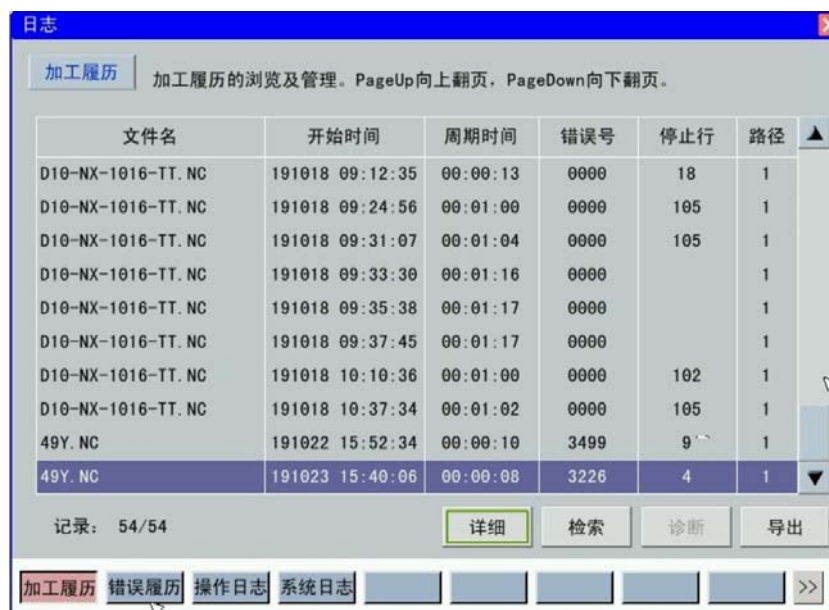 日志
加工履历 加工履历的浏览及管理。PageUp向上翻页，PageDown向下翻页。
文件名 开始时间 周期时间 错误号 停止行 路径
D10-NX-1016-TT.NC 191018 09:12:35 00:00:13 0000 18 1
D10-NX-1016-TT.NC 191018 09:24:56 00:01:00 0000 105 1
D10-NX-1016-TT.NC 191018 09:31:07 00:01:04 0000 105 1
D10-NX-1016-TT.NC 191018 09:33:30 00:01:16 0000 1
D10-NX-1016-TT.NC 191018 09:35:38 00:01:17 0000 1
D10-NX-1016-TT.NC 191018 09:37:45 00:01:17 0000 1
D10-NX-1016-TT.NC 191018 10:10:36 00:01:00 0000 102 1
D10-NX-1016-TT.NC 191018 10:37:34 00:01:02 0000 105 1
49Y.NC 191022 15:52:34 00:00:10 3499 9 1
49Y.NC 191023 15:40:06 00:00:08 3226 4 1
记录： 54/54 详细 检索 诊断 导出
加工履历 错误履历 操作日志 系统日志 >>